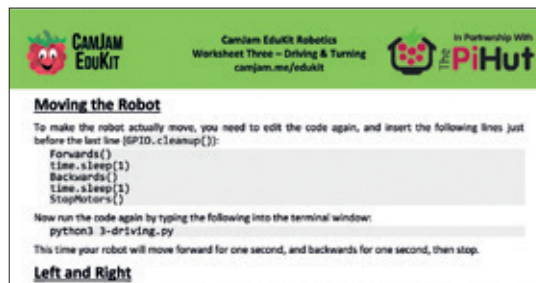 CAMJAM
EDUKIT
CamJam EduKit Robotics
Worksheet Three – Driving & Turning
camjam.me/edukit
In Partnership With
The PiHut
Moving the Robot
To make the robot actually move, you need to edit the code again, and insert the following lines just
before the last line (GPIO.cleanup()):
Forwards()
time.sleep(1)
Backwards()
time.sleep(1)
StopMotors()
Now run the code again by typing the following into the terminal window:
python3 3-driving.py
This time your robot will move forward for one second, and backwards for one second, then stop.
Left and Right